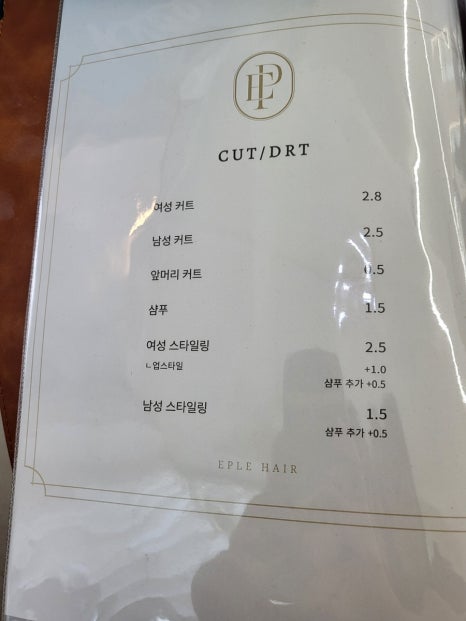 EP
CUT/DRT
여성 커트 2.8
남성 커트 2.5
앞머리 커트 0.5
샴푸 1.5
여성 스타일링 2.5
ㄴ업스타일 +1.0
샴푸 추가 +0.5
남성 스타일링 1.5
샴푸 추가 +0.5
EPLE HAIR